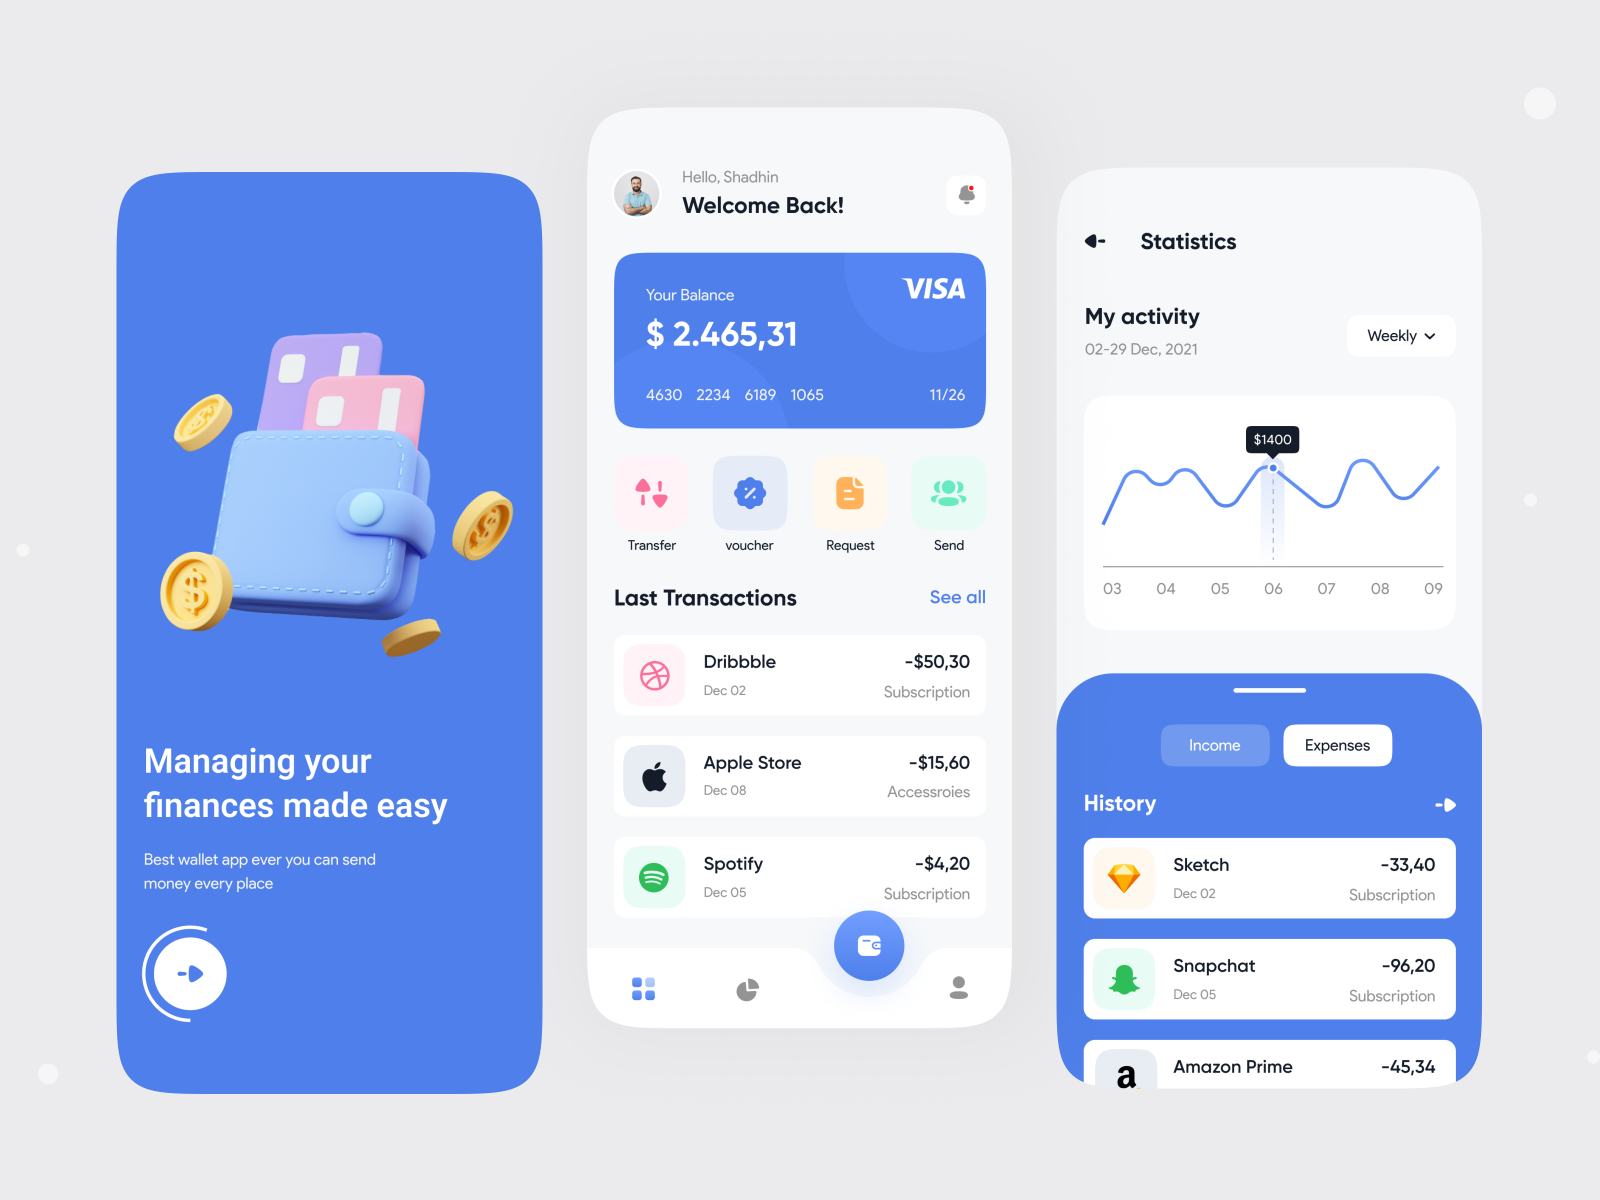 Managing your
finances made easy
Best wallet app ever you can send
money every place
Hello, Shadhin
Welcome Back!
VISA
Your Balance
$ 2.465,31
4630 2234 6189 1065 11/26
Transfer voucher Request Send
Last Transactions See all
Dribbble -$50,30
Dec 02 Subscription
Apple Store -$15,60
Dec 08 Accessroies
Spotify -$4,20
Dec 05 Subscription
Statistics
My activity
02-29 Dec, 2021
Weekly
$1400
03 04 05 06 07 08 09
Income Expenses
History
Sketch -33,40
Dec 02 Subscription
Snapchat -96,20
Dec 05 Subscription
a Amazon Prime -45,34